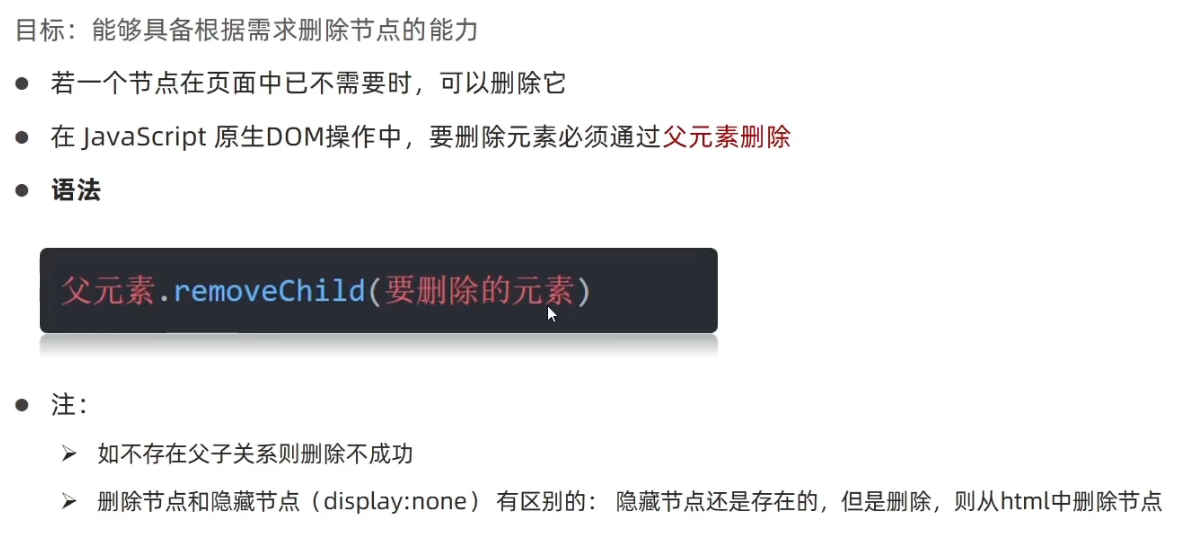 目标：能够具备根据需求删除节点的能力
若一个节点在页面中已不需要时，可以删除它
在 JavaScript 原生DOM操作中，要删除元素必须通过父元素删除
语法
父元素.removeChild(要删除的元素)
注：
如不存在父子关系则删除不成功
删除节点和隐藏节点（display:none） 有区别的： 隐藏节点还是存在的，但是删除，则从html中删除节点